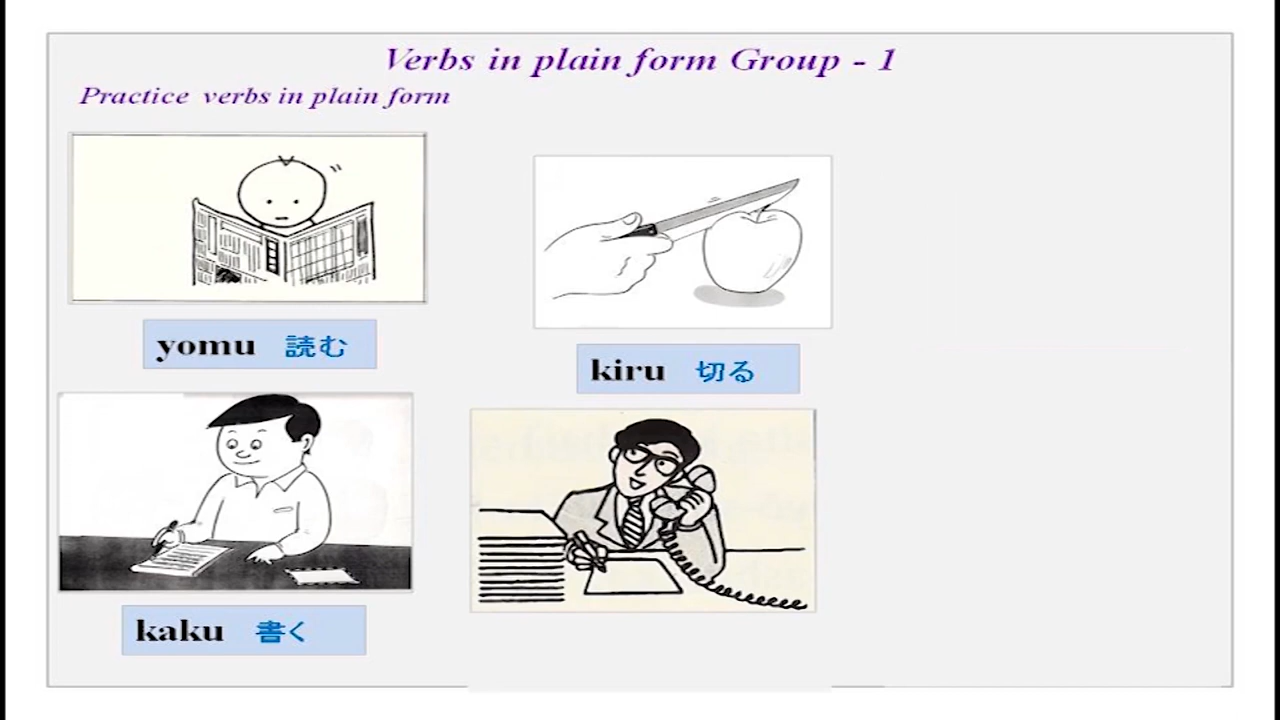 Verbs in plain form Group - 1
Practice verbs in plain form
yomu 読む
kiru 切る
kaku 書く